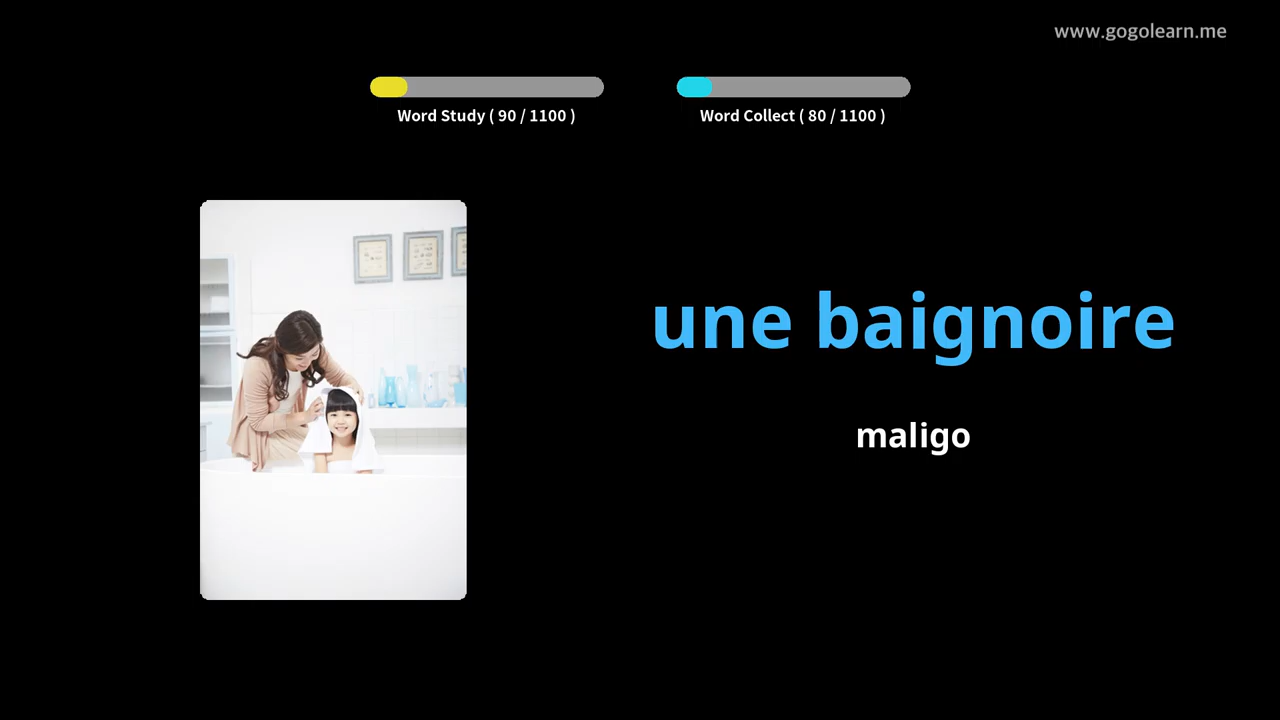 www.gogolearn.me
Word Study ( 90 / 1100 )
Word Collect ( 80 / 1100 )
une baignoire
maligo